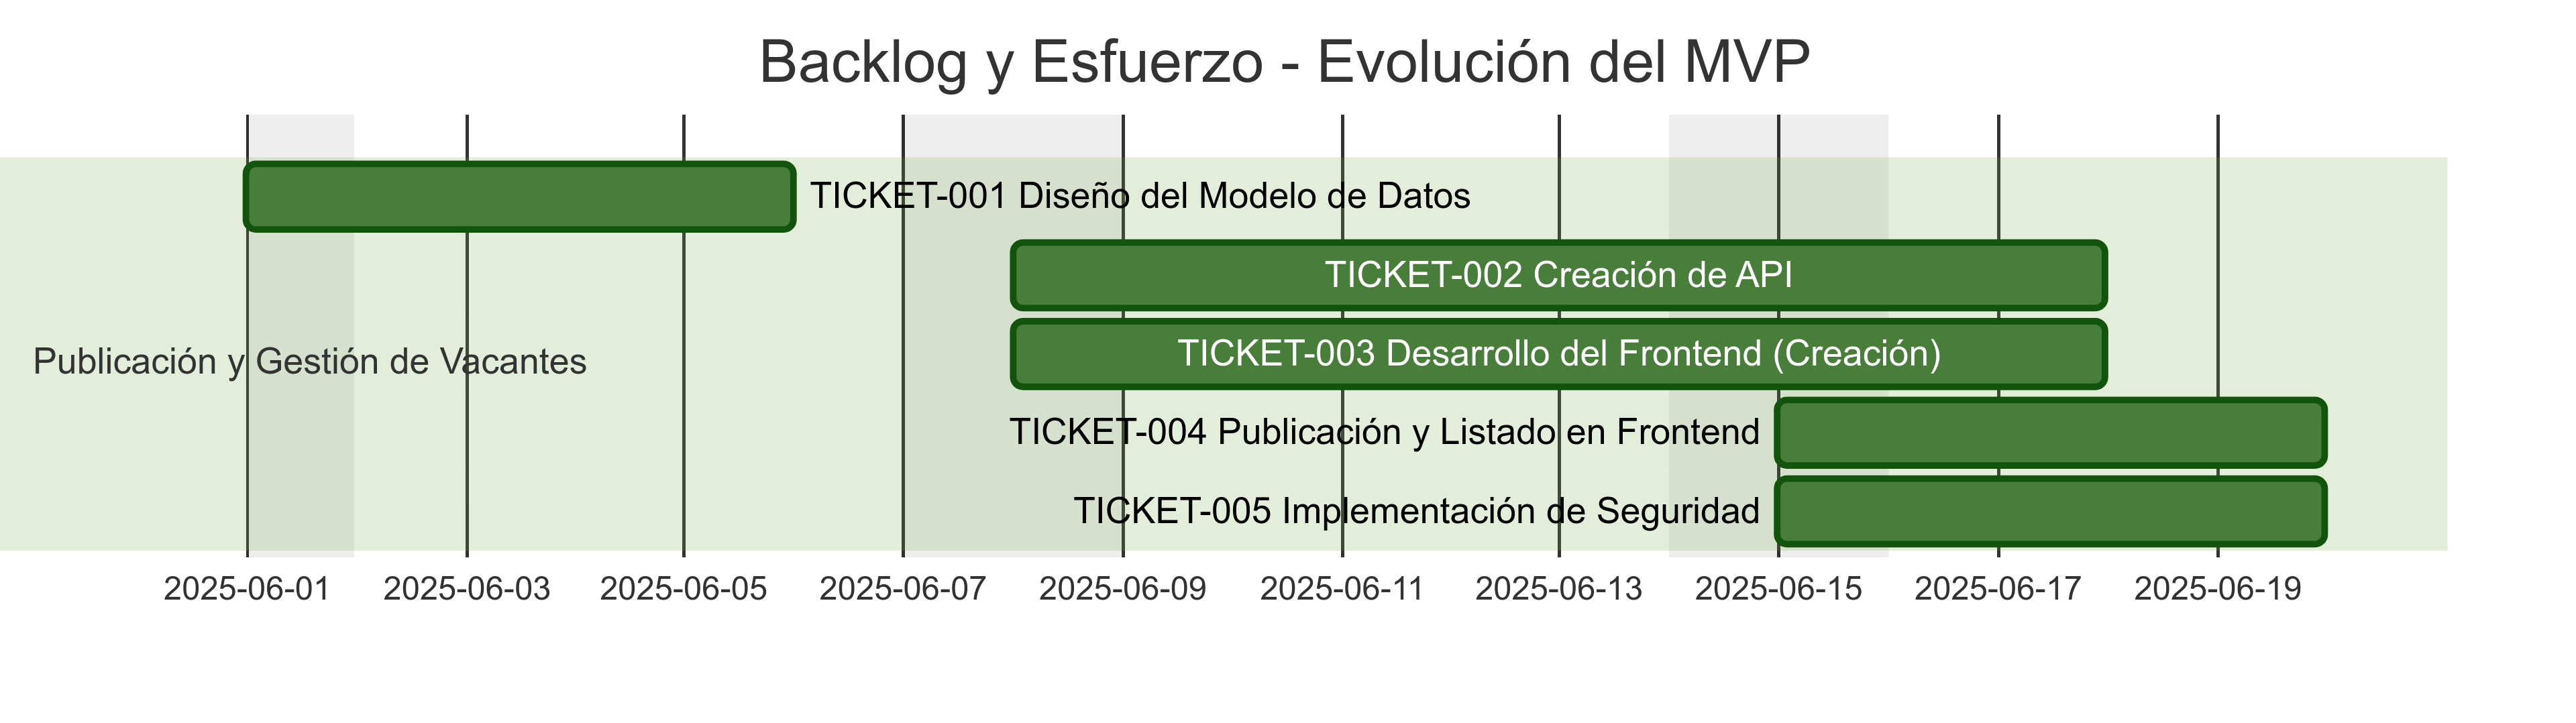 Backlog y Esfuerzo - Evolución del MVP
TICKET-001 Diseño del Modelo de Datos
TICKET-002 Creación de API
TICKET-003 Desarrollo del Frontend (Creación)
Publicación y Gestión de Vacantes
TICKET-004 Publicación y Listado en Frontend
TICKET-005 Implementación de Seguridad
2025-06-01 2025-06-03 2025-06-05 2025-06-07 2025-06-09 2025-06-11 2025-06-13 2025-06-15 2025-06-17 2025-06-19